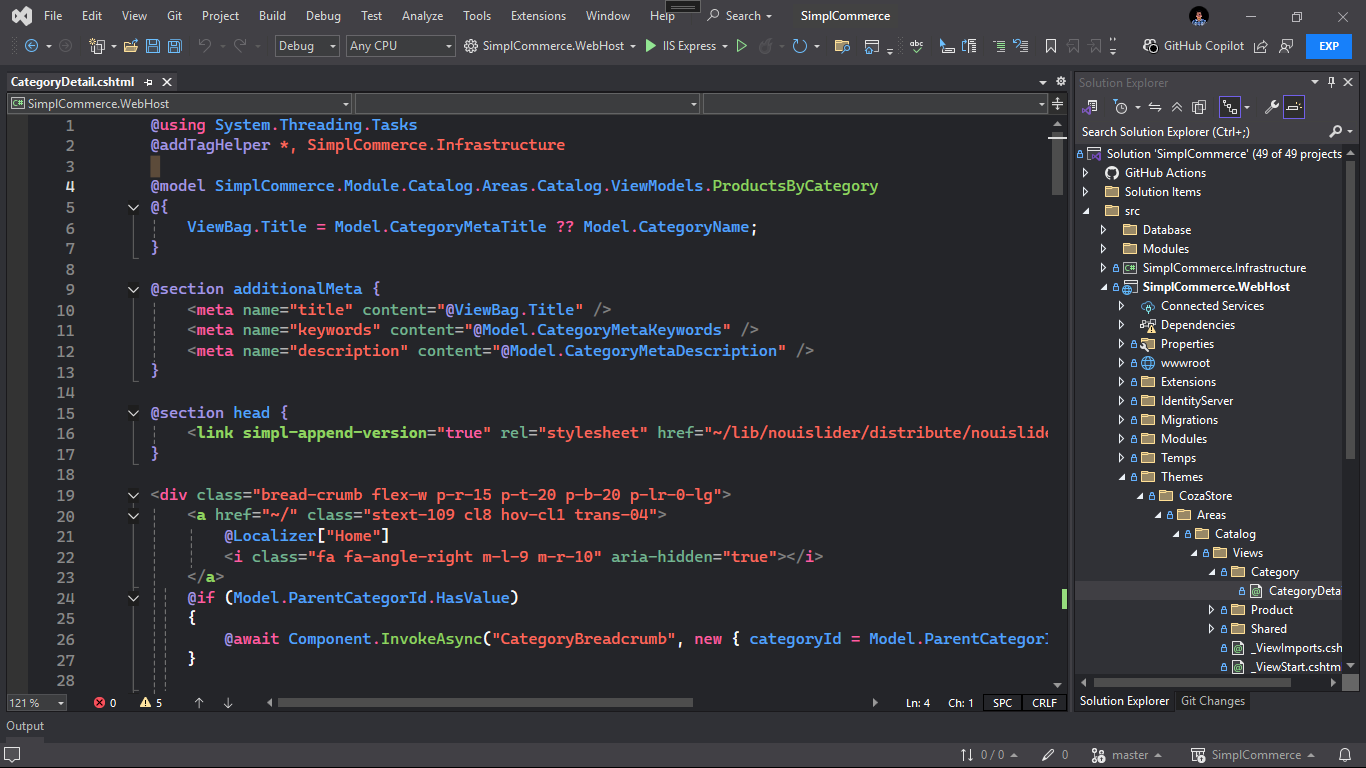 File Edit View Git Project Build Debug Test Analyze Tools Extensions Window Help Search SimplCommerce
Debug Any CPU SimplCommerce.WebHost IIS Express GitHub Copilot EXP
CategoryDetail.cshtml
SimplCommerce.WebHost
1 @using System.Threading.Tasks
2 @addTagHelper *, SimplCommerce.Infrastructure
3
4 @model SimplCommerce.Module.Catalog.Areas.Catalog.ViewModels.ProductsByCategory
5 @{
6 ViewBag.Title = Model.CategoryMetaTitle ?? Model.CategoryName;
7 }
8
9 @section additionalMeta {
10 <meta name="title" content="@ViewBag.Title" />
11 <meta name="keywords" content="@Model.CategoryMetaKeywords" />
12 <meta name="description" content="@Model.CategoryMetaDescription" />
13 }
14
15 @section head {
16 <link simpl-append-version="true" rel="stylesheet" href="~/lib/nouislider/distribute/nouislide
17 }
18
19 <div class="bread-crumb flex-w p-r-15 p-t-20 p-b-20 p-lr-0-lg">
20 <a href="~/" class="stext-109 cl8 hov-cl1 trans-04">
21 @Localizer["Home"]
22 <i class="fa fa-angle-right m-l-9 m-r-10" aria-hidden="true"></i>
23 </a>
24 @if (Model.ParentCategorId.HasValue)
25 {
26 @await Component.InvokeAsync("CategoryBreadcrumb", new { categoryId = Model.ParentCategorI
27 }
28
121 % 0 5 Ln: 4 Ch: 1 SPC CRLF
Solution Explorer
Search Solution Explorer (Ctrl+;)
Solution 'SimplCommerce' (49 of 49 projects
GitHub Actions
Solution Items
src
Database
Modules
SimplCommerce.Infrastructure
SimplCommerce.WebHost
Connected Services
Dependencies
Properties
wwwroot
Extensions
IdentityServer
Migrations
Modules
Temps
Themes
CozaStore
Areas
Catalog
Views
Category
CategoryDeta
Product
Shared
_ViewImports.csh
_ViewStart.cshtm
Solution Explorer Git Changes
Output
0 / 0 0 master SimplCommerce